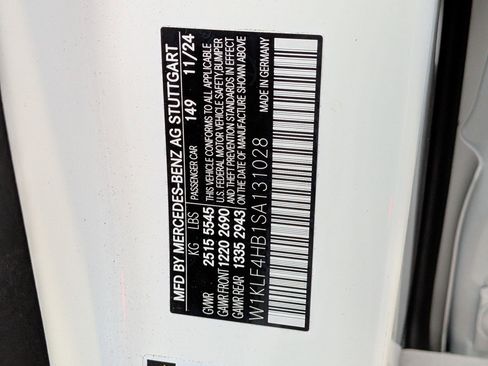 MFD BY MERCEDES-BENZ AG STUTTGART
PASSENGER CAR 149 11/24
KG LBS
GVWR 2515 5545
GAWR FRONT 1220 2690
GAWR REAR 1335 2943
THIS VEHICLE CONFORMS TO ALL APPLICABLE
U.S. FEDERAL MOTOR VEHICLE SAFETY, BUMPER
AND THEFT PREVENTION STANDARDS IN EFFECT
ON THE DATE OF MANUFACTURE SHOWN ABOVE
W1KLF4HB1SA131028
MADE IN GERMANY